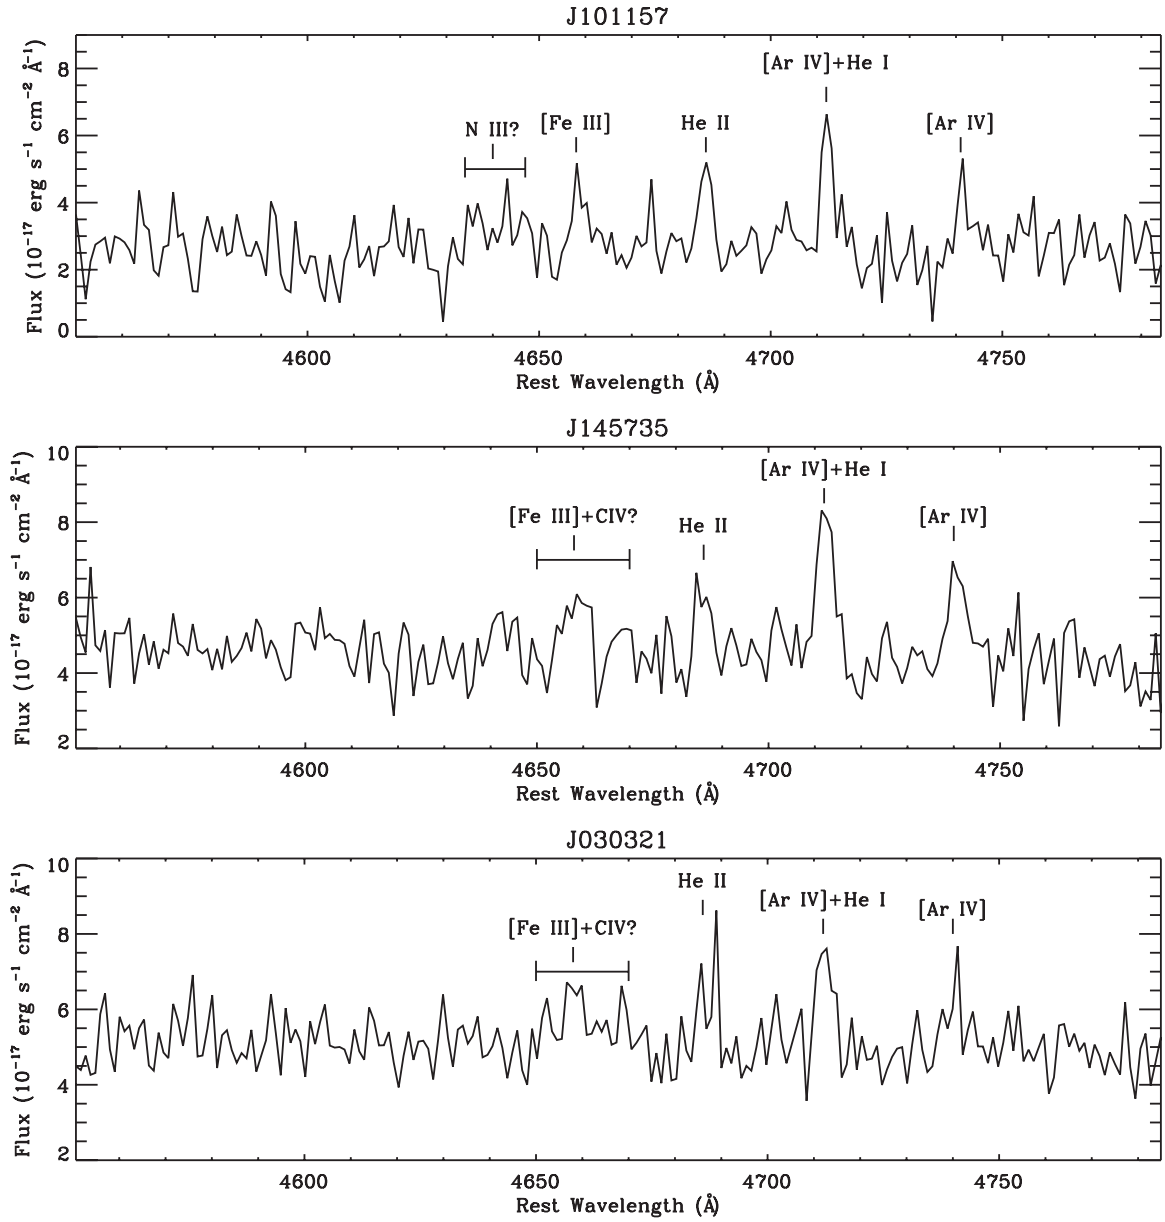 J101157
[Ar IV]+He I
N III? [Fe III] He II [Ar IV]
8
6
4
2
0
Flux (10⁻¹⁷ erg s⁻¹ cm⁻² Å⁻¹)
4600 4650 4700 4750
Rest Wavelength (Å)
J145735
[Ar IV]+He I
[Fe III]+CIV? He II [Ar IV]
10
8
6
4
2
Flux (10⁻¹⁷ erg s⁻¹ cm⁻² Å⁻¹)
4600 4650 4700 4750
Rest Wavelength (Å)
J030321
He II
[Ar IV]+He I
[Fe III]+CIV? [Ar IV]
10
8
6
4
2
Flux (10⁻¹⁷ erg s⁻¹ cm⁻² Å⁻¹)
4600 4650 4700 4750
Rest Wavelength (Å)